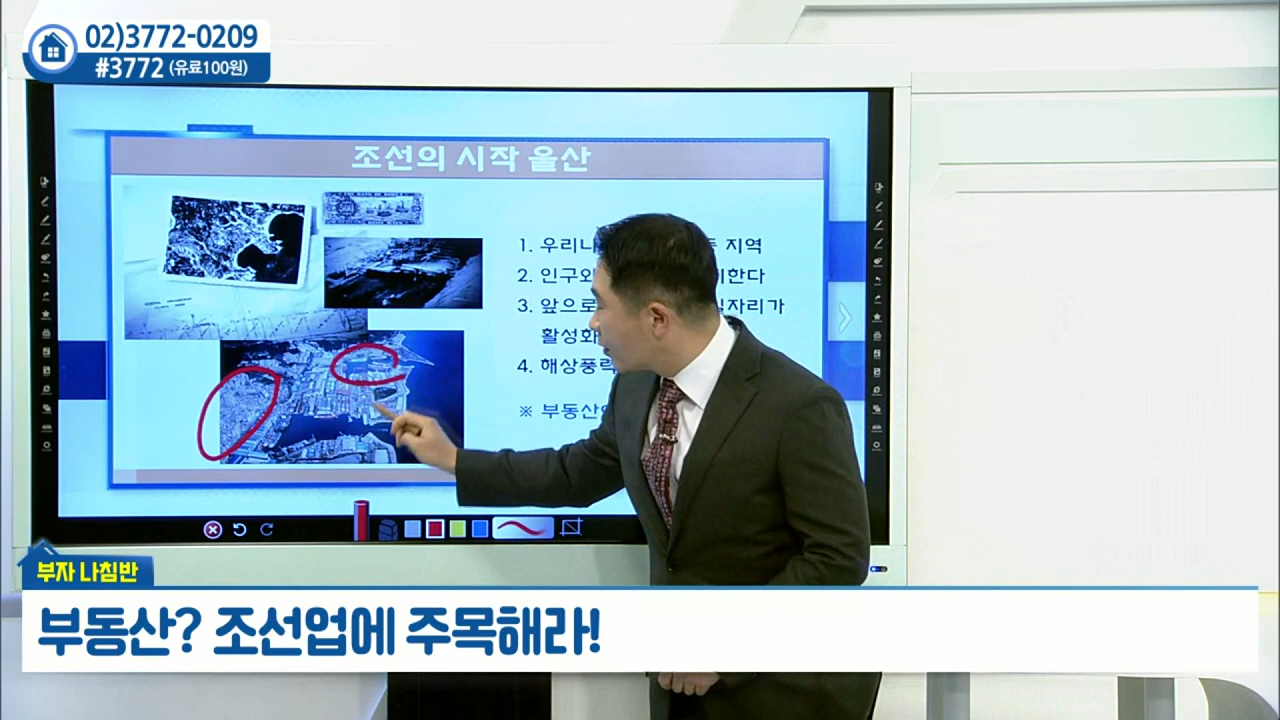 02)3772-0209
#3772 (유료100원)
조선의 시작 울산
1. 우리나 지역
2. 인구와 한다
3. 앞으로 일자리가
활성화
4. 해상풍력
※ 부동산
부자 나침반
부동산? 조선업에 주목해라!